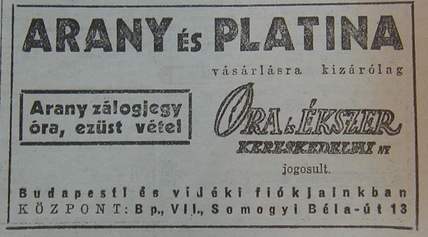 ARANY ÉS PLATINA
vásárlásra kizárólag
Arany zálogjegy
óra, ezüst vétel
ÓRA és ÉKSZER
KERESKEDELMI NV
jogosult.
Budapesti és vidéki fiókjainkban
KÖZPONT: Bp., VII., Somogyi Béla-út 13